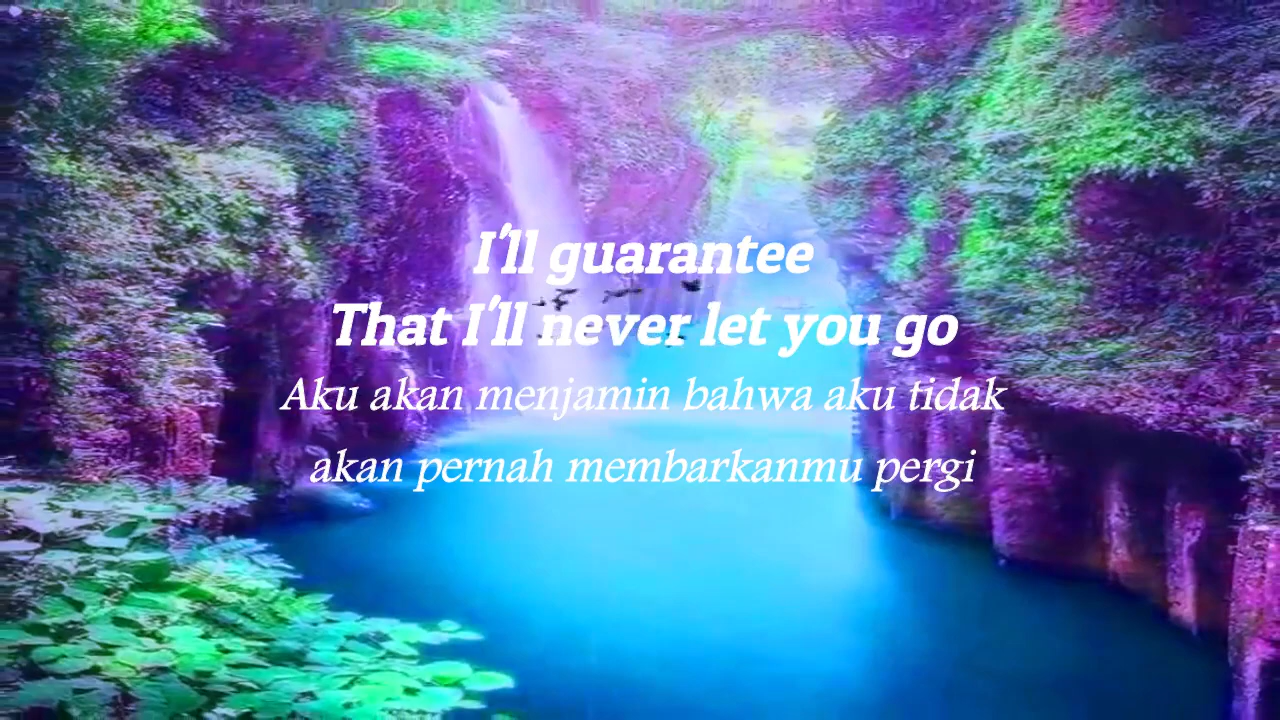 I'll guarantee
That I'll never let you go
Aku akan menjamin bahwa aku tidak
akan pernah membarkanmu pergi